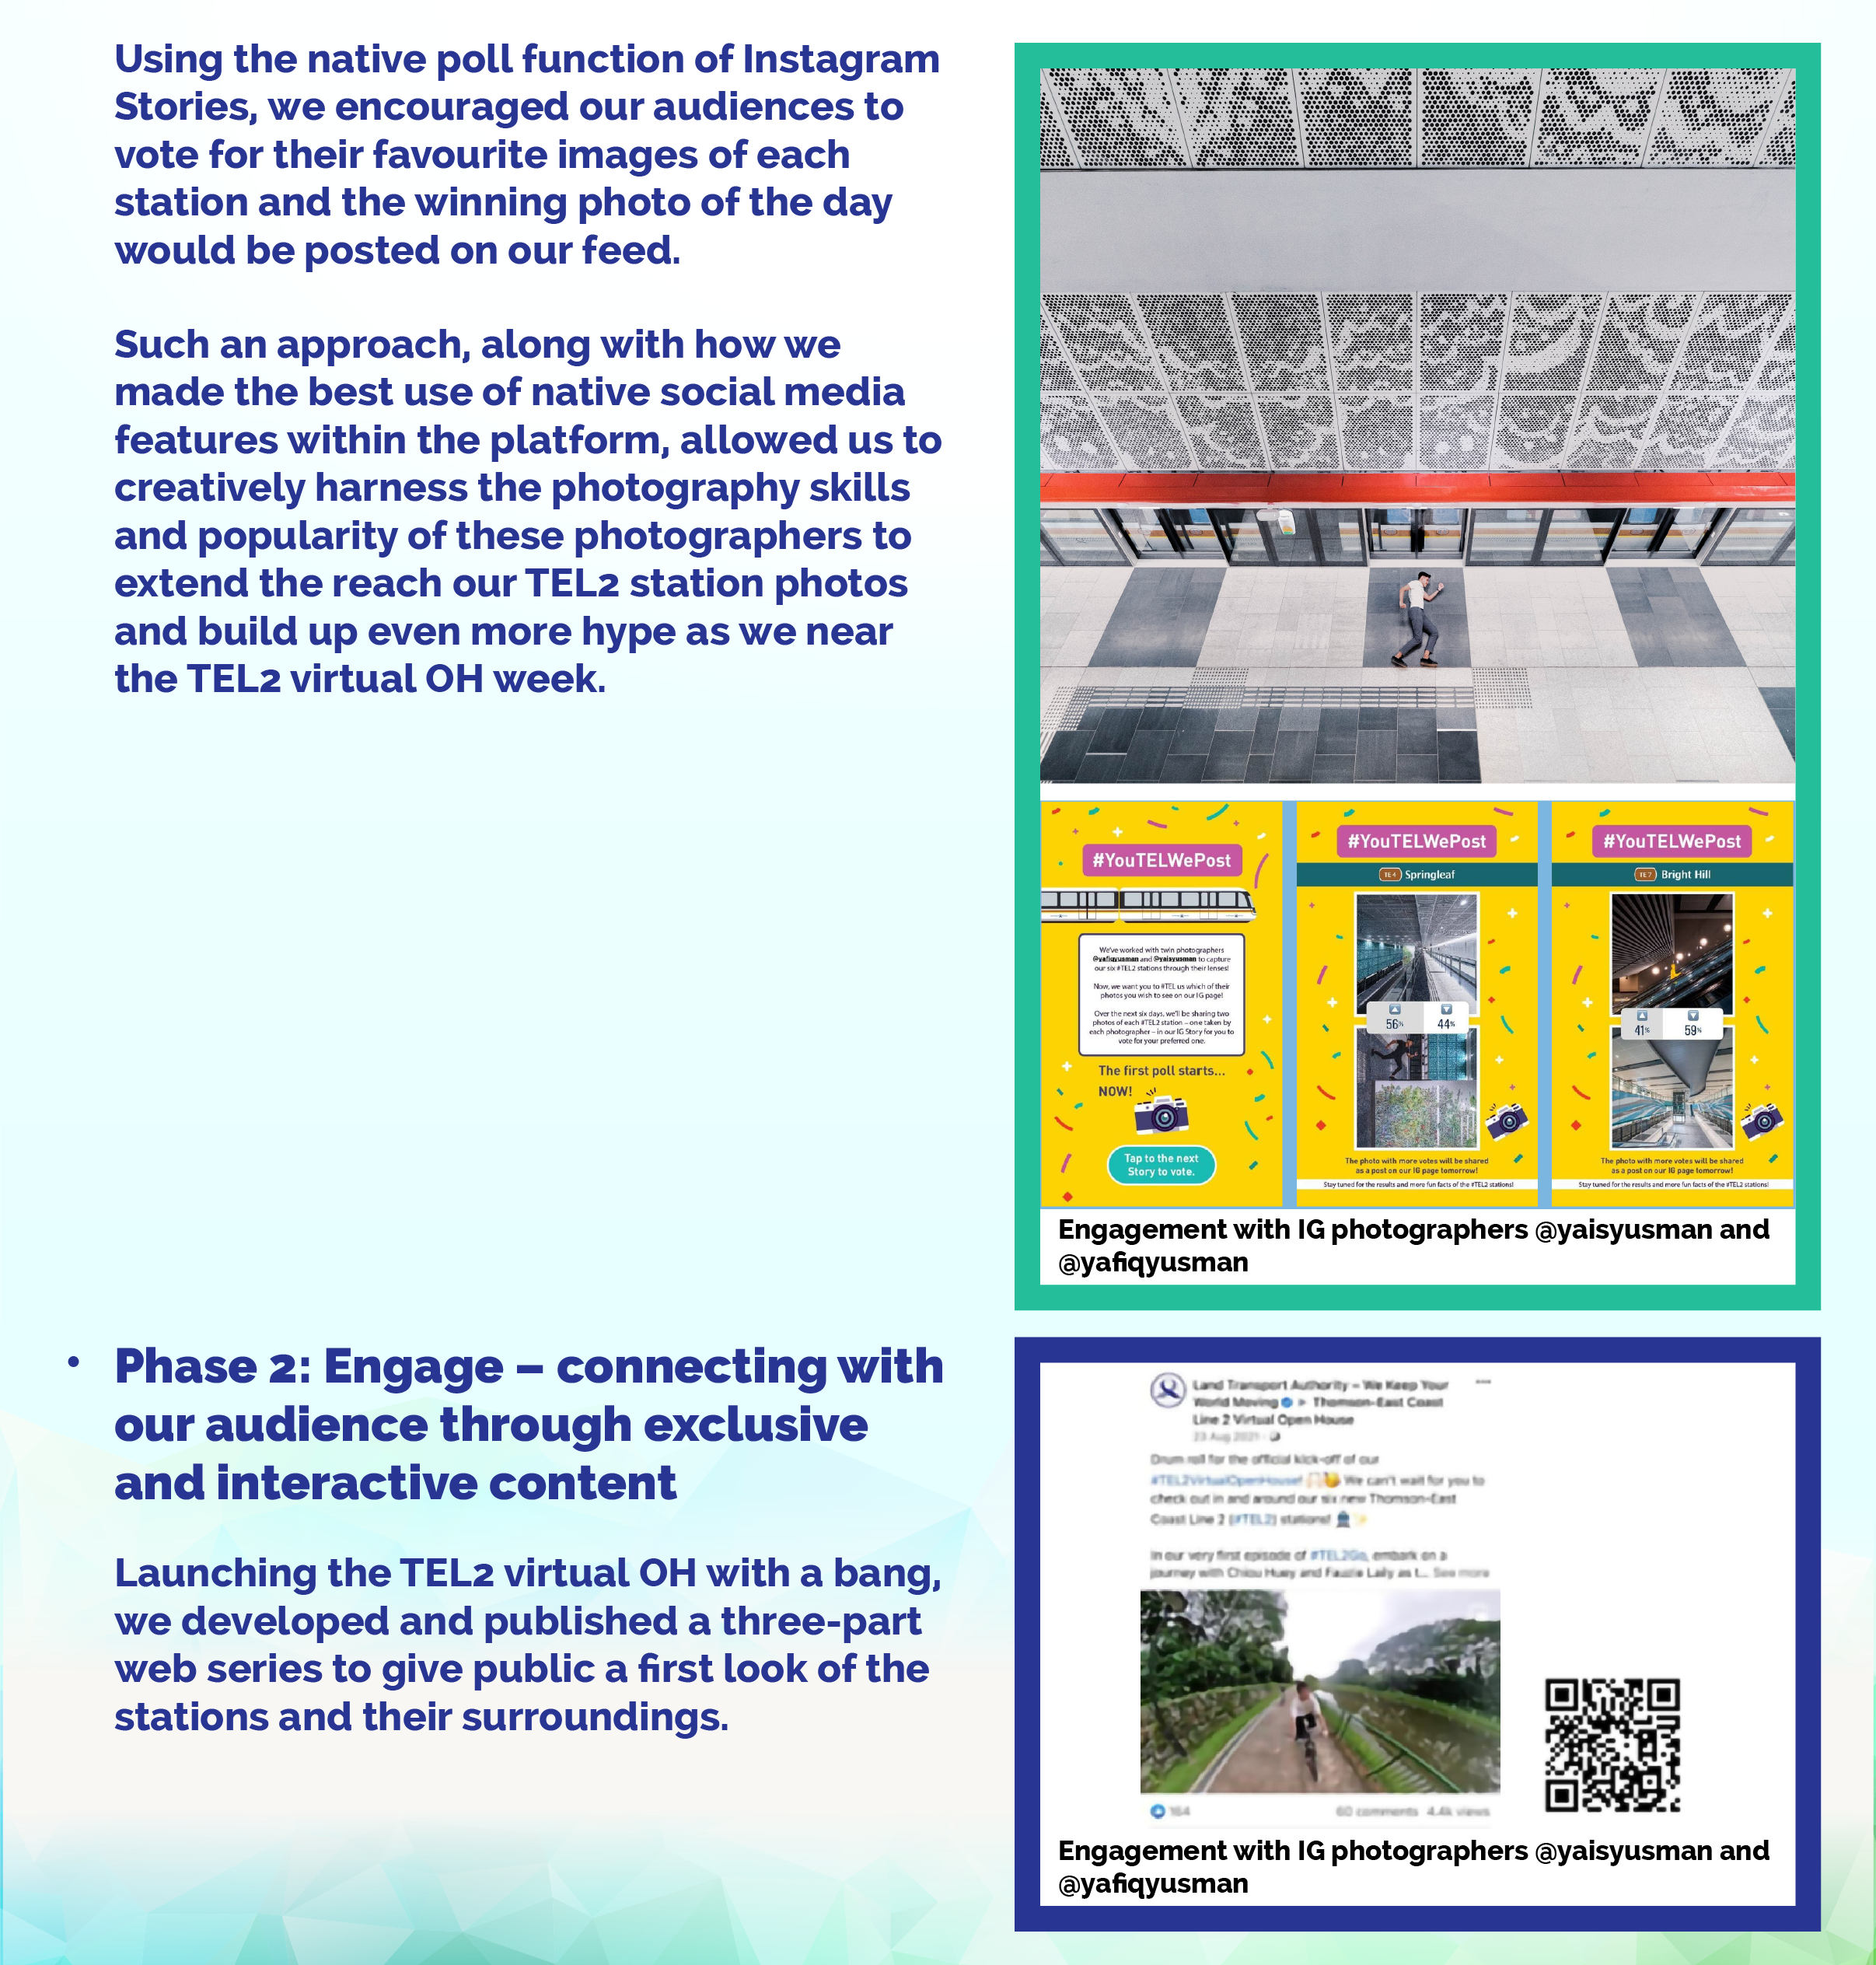 Using the native poll function of Instagram
Stories, we encouraged our audiences to
vote for their favourite images of each
station and the winning photo of the day
would be posted on our feed.
Such an approach, along with how we
made the best use of native social media
features within the platform, allowed us to
creatively harness the photography skills
and popularity of these photographers to
extend the reach our TEL2 station photos
and build up even more hype as we near
the TEL2 virtual OH week.
#YouTELWePost
We've worked with twin photographers
@yafiqyusman and @yaisyusman to capture
our six #TEL2 stations through their lenses!
Now, we want you to #TEL us which of their
photos you wish to see on our IG page!
Over the next six days, we'll be sharing two
photos of each #TEL2 station – one taken by
each photographer – in our IG Story for you to
vote for your preferred one.
The first poll starts...
NOW!
Tap to the next
Story to vote.
#YouTELWePost
TE4 Springleaf
56% 44%
The photo with more votes will be shared
as a post on our IG page tomorrow!
Stay tuned for the results and more fun facts of the #TEL2 stations!
#YouTELWePost
TE7 Bright Hill
41% 59%
The photo with more votes will be shared
as a post on our IG page tomorrow!
Stay tuned for the results and more fun facts of the #TEL2 stations!
Engagement with IG photographers @yaisyusman and
@yafiqyusman
• Phase 2: Engage – connecting with
our audience through exclusive
and interactive content
Launching the TEL2 virtual OH with a bang,
we developed and published a three-part
web series to give public a first look of the
stations and their surroundings.
Land Transport Authority – We Keep Your
World Moving ▸ Thomson-East Coast
Line 2 Virtual Open House
23 Aug 2021
Drum roll for the official kick-off of our
#TEL2VirtualOpenHouse! We can't wait for you to
check out in and around our six new Thomson-East
Coast Line 2 (#TEL2) stations!
In our very first episode of #TEL2Go, embark on a
journey with Chiou Huey and Fauzie Laily as t... See more
164
60 comments 4.4k views
Engagement with IG photographers @yaisyusman and
@yafiqyusman